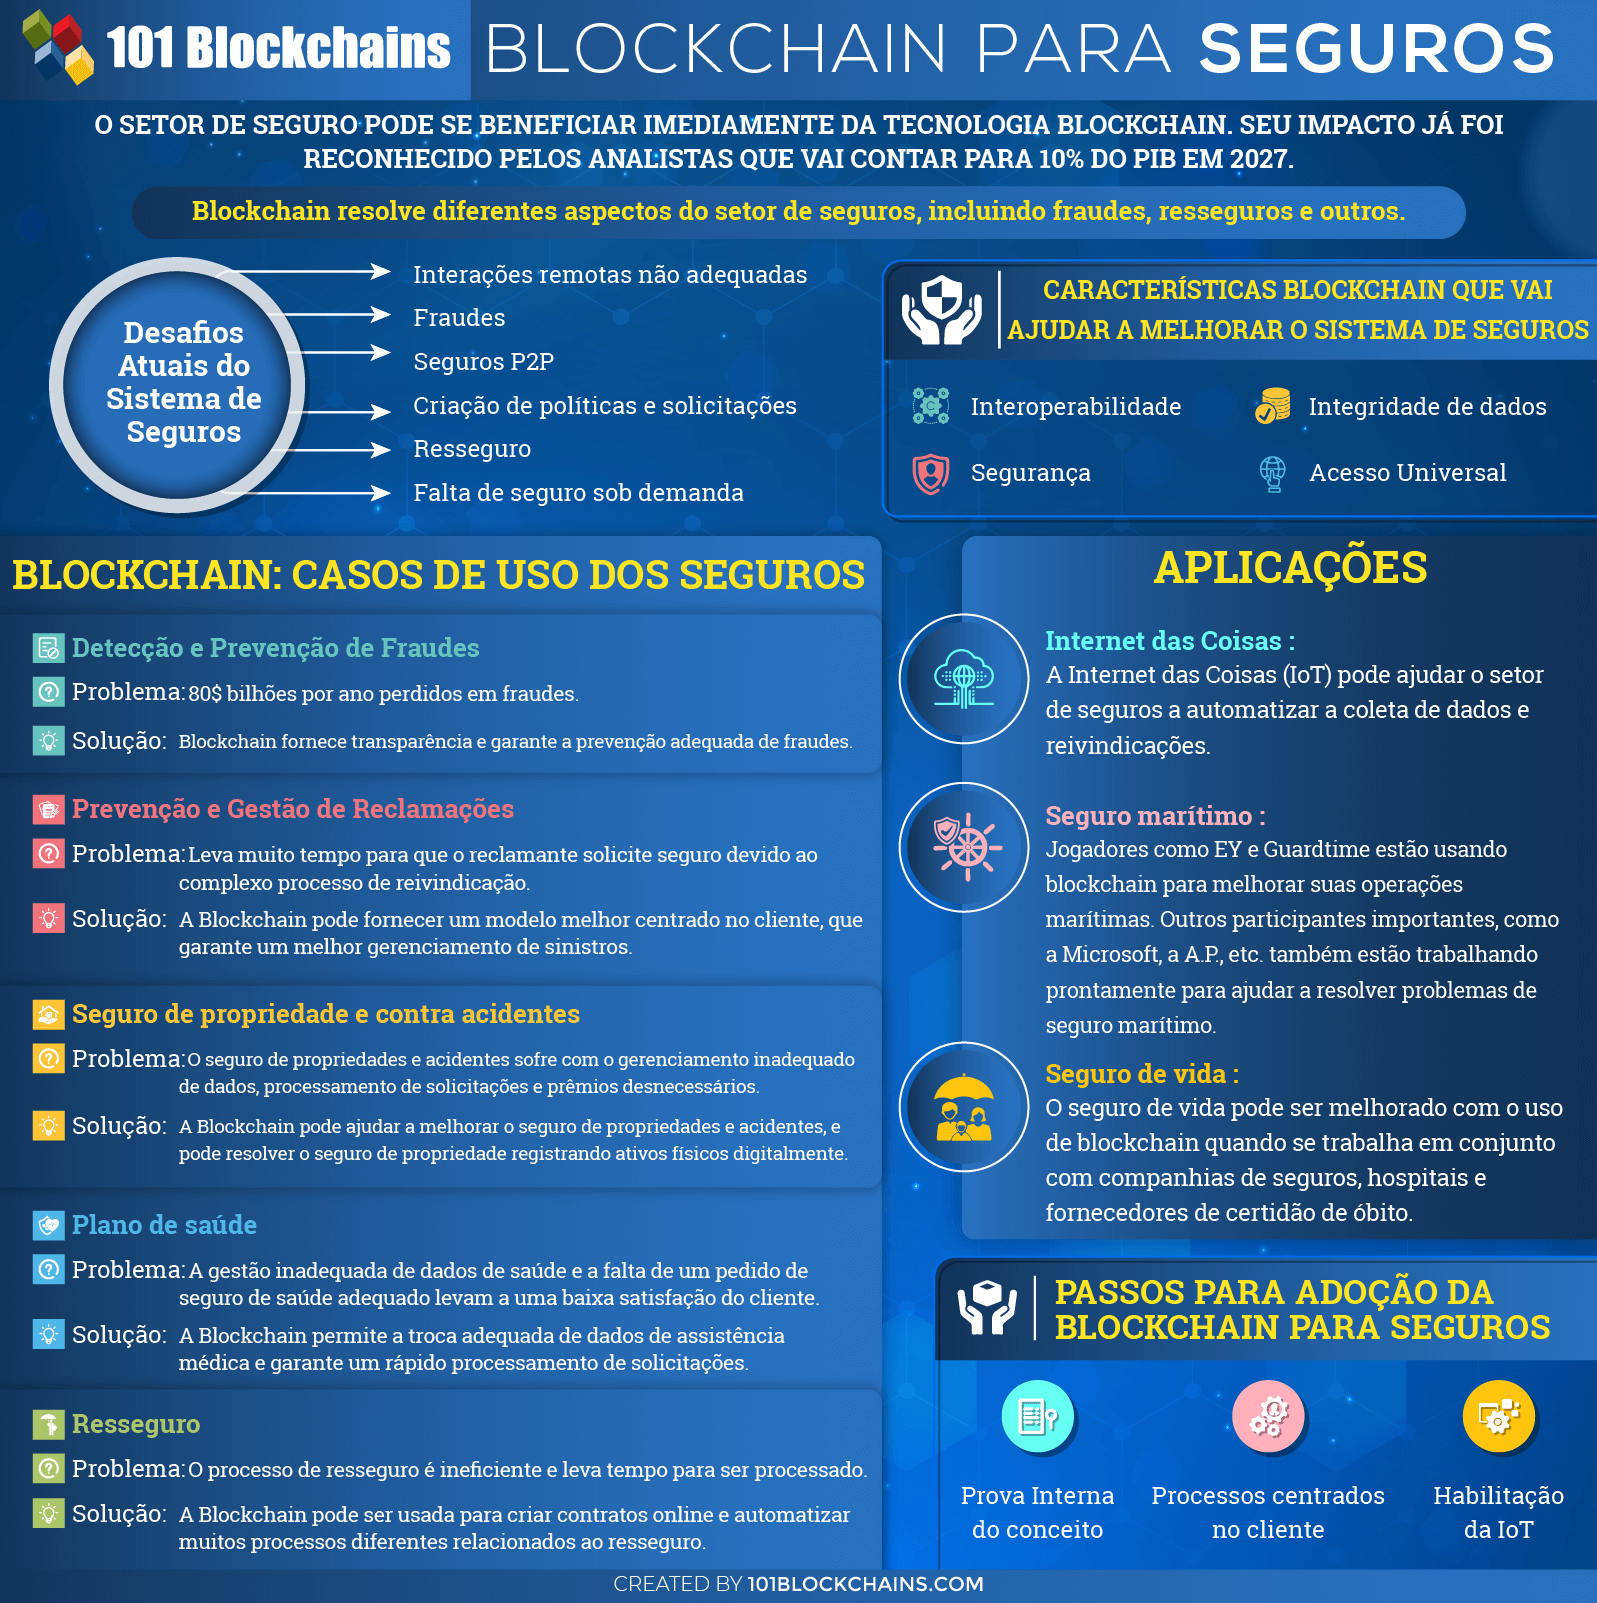 101 Blockchains
BLOCKCHAIN PARA SEGUROS
O SETOR DE SEGURO PODE SE BENEFICIAR IMEDIAMENTE DA TECNOLOGIA BLOCKCHAIN. SEU IMPACTO JÁ FOI
RECONHECIDO PELOS ANALISTAS QUE VAI CONTAR PARA 10% DO PIB EM 2027.
Blockchain resolve diferentes aspectos do setor de seguros, incluindo fraudes, resseguros e outros.
Desafios
Atuais do
Sistema de
Seguros
Interações remotas não adequadas
Fraudes
Seguros P2P
Criação de políticas e solicitações
Resseguro
Falta de seguro sob demanda
CARACTERÍSTICAS BLOCKCHAIN QUE VAI
AJUDAR A MELHORAR O SISTEMA DE SEGUROS
Interoperabilidade
Integridade de dados
Segurança
Acesso Universal
BLOCKCHAIN: CASOS DE USO DOS SEGUROS
Detecção e Prevenção de Fraudes
Problema: 80$ bilhões por ano perdidos em fraudes.
Solução: Blockchain fornece transparência e garante a prevenção adequada de fraudes.
Prevenção e Gestão de Reclamações
Problema: Leva muito tempo para que o reclamante solicite seguro devido ao
complexo processo de reivindicação.
Solução: A Blockchain pode fornecer um modelo melhor centrado no cliente, que
garante um melhor gerenciamento de sinistros.
Seguro de propriedade e contra acidentes
Problema: O seguro de propriedades e acidentes sofre com o gerenciamento inadequado
de dados, processamento de solicitações e prêmios desnecessários.
Solução: A Blockchain pode ajudar a melhorar o seguro de propriedades e acidentes, e
pode resolver o seguro de propriedade registrando ativos físicos digitalmente.
Plano de saúde
Problema: A gestão inadequada de dados de saúde e a falta de um pedido de
seguro de saúde adequado levam a uma baixa satisfação do cliente.
Solução: A Blockchain permite a troca adequada de dados de assistência
médica e garante um rápido processamento de solicitações.
Resseguro
Problema: O processo de resseguro é ineficiente e leva tempo para ser processado.
Solução: A Blockchain pode ser usada para criar contratos online e automatizar
muitos processos diferentes relacionados ao resseguro.
APLICAÇÕES
Internet das Coisas :
A Internet das Coisas (IoT) pode ajudar o setor
de seguros a automatizar a coleta de dados e
reivindicações.
Seguro marítimo :
Jogadores como EY e Guardtime estão usando
blockchain para melhorar suas operações
marítimas. Outros participantes importantes, como
a Microsoft, a A.P., etc. também estão trabalhando
prontamente para ajudar a resolver problemas de
seguro marítimo.
Seguro de vida :
O seguro de vida pode ser melhorado com o uso
de blockchain quando se trabalha em conjunto
com companhias de seguros, hospitais e
fornecedores de certidão de óbito.
PASSOS PARA ADOÇÃO DA
BLOCKCHAIN PARA SEGUROS
Prova Interna
do conceito
Processos centrados
no cliente
Habilitação
da IoT
CREATED BY 101BLOCKCHAINS.COM